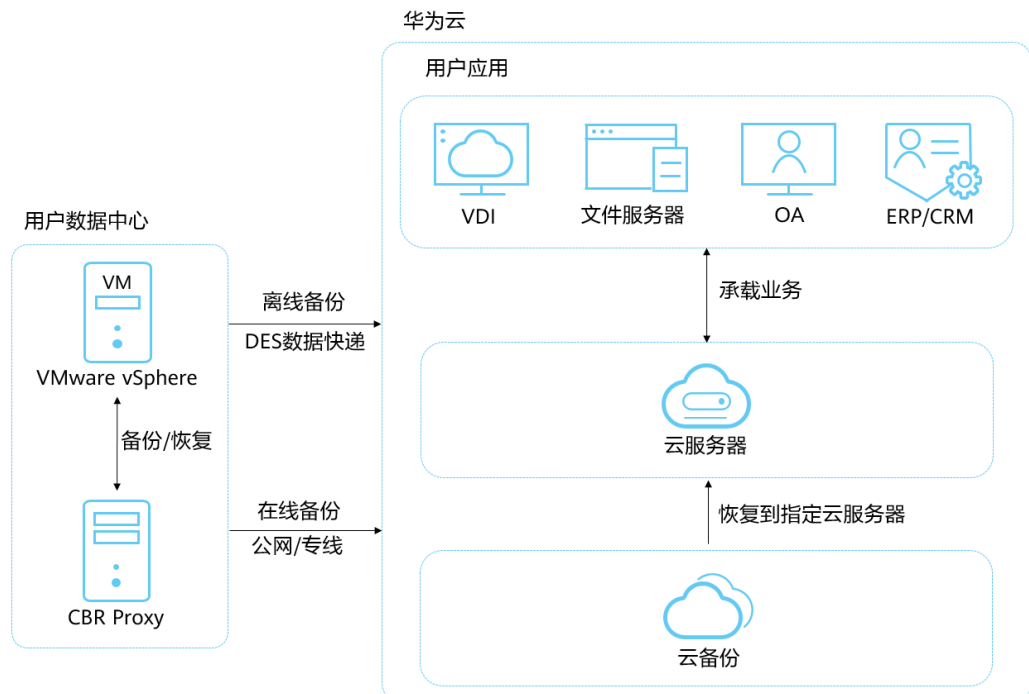 华为云
用户应用
VDI
文件服务器
OA
ERP/CRM
用户数据中心
VM
VMware vSphere
备份/恢复
CBR Proxy
离线备份
DES数据快递
在线备份
公网/专线
承载业务
云服务器
恢复到指定云服务器
云备份